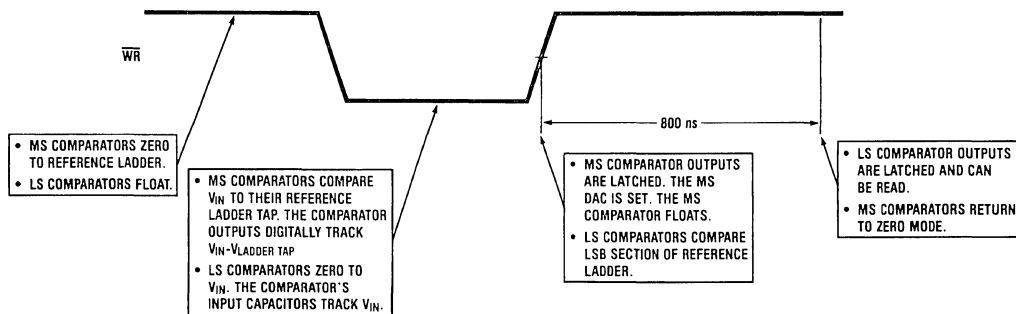 WR
800 ns
• MS COMPARATORS ZERO
TO REFERENCE LADDER.
• LS COMPARATORS FLOAT.
• MS COMPARATORS COMPARE
VIN TO THEIR REFERENCE
LADDER TAP. THE COMPARATOR
OUTPUTS DIGITALLY TRACK
VIN-VLADDER TAP
• LS COMPARATORS ZERO TO
VIN. THE COMPARATOR'S
INPUT CAPACITORS TRACK VIN.
• MS COMPARATOR OUTPUTS
ARE LATCHED. THE MS
DAC IS SET. THE MS
COMPARATOR FLOATS.
• LS COMPARATORS COMPARE
LSB SECTION OF REFERENCE
LADDER.
• LS COMPARATOR OUTPUTS
ARE LATCHED AND CAN
BE READ.
• MS COMPARATORS RETURN
TO ZERO MODE.